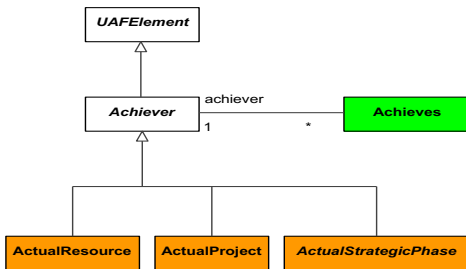 UAFElement
achiever
Achiever
Achieves
1
*
ActualResource
ActualProject
ActualStrategicPhase